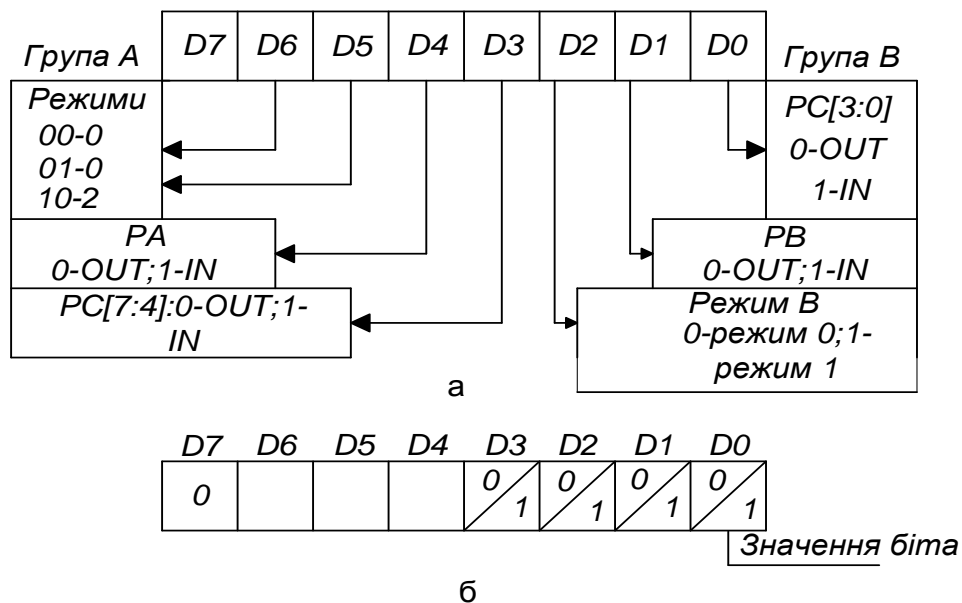 Група А
D7 D6 D5 D4 D3 D2 D1 D0
Група В
Режими
00-0
01-0
10-2
PC[3:0]
0-OUT
1-IN
PA
0-OUT;1-IN
PB
0-OUT;1-IN
PC[7:4]:0-OUT;1-
IN
Режим В
0-режим 0;1-
режим 1
а
D7 D6 D5 D4 D3 D2 D1 D0
0 0 1 0 1 0 1 0 1
Значення біта
б